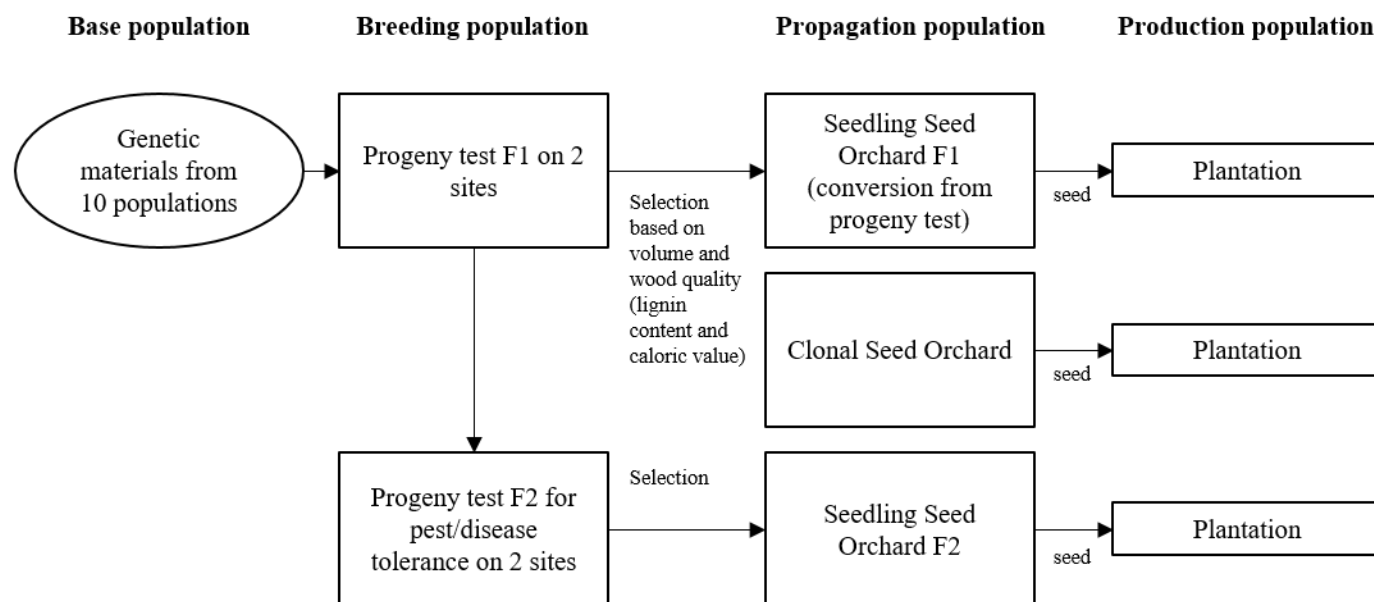 Base population
Breeding population
Propagation population
Production population
Genetic
materials from
10 populations
Progeny test F1 on 2
sites
Selection
based on
volume and
wood quality
(lignin
content and
caloric value)
Seedling Seed
Orchard F1
(conversion from
progeny test)
seed
Plantation
Clonal Seed Orchard
seed
Plantation
Progeny test F2 for
pest/disease
tolerance on 2 sites
Selection
Seedling Seed
Orchard F2
seed
Plantation